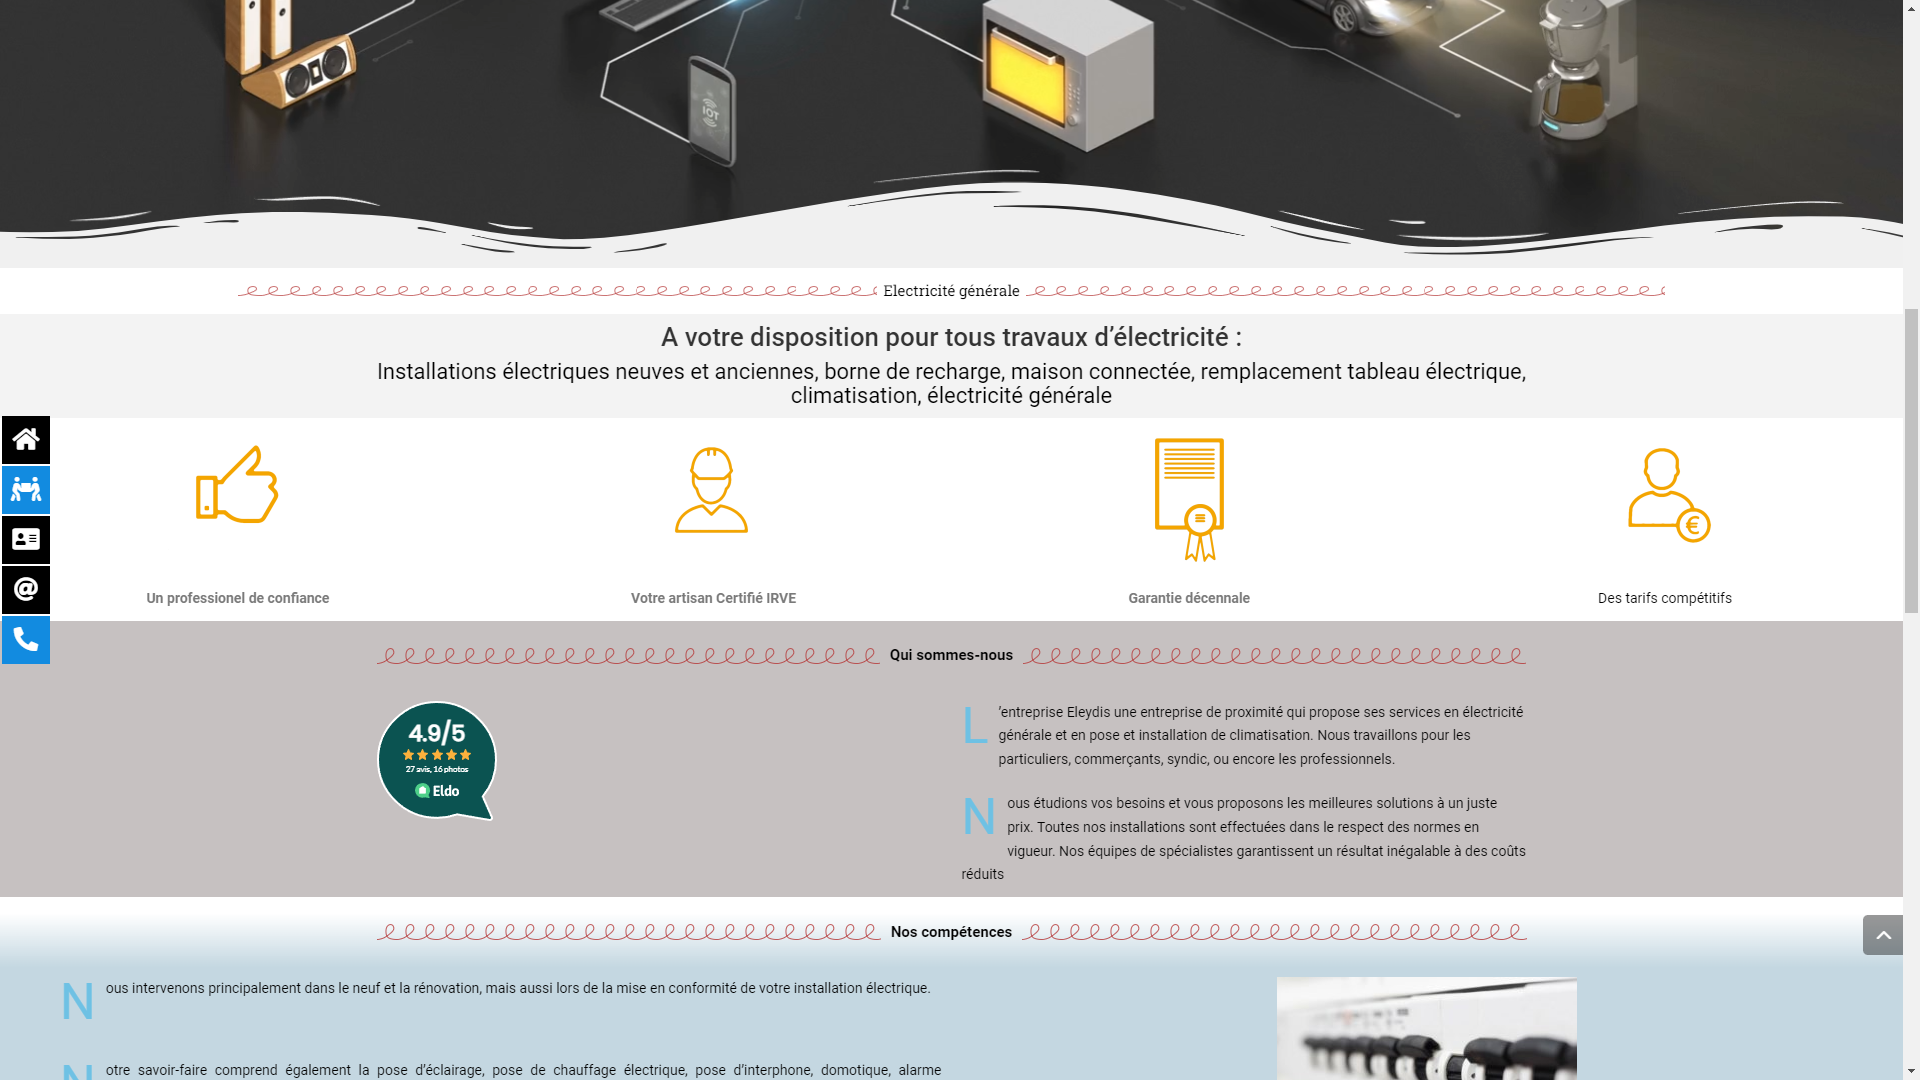 IOT
Electricité générale
A votre disposition pour tous travaux d’électricité :
Installations électriques neuves et anciennes, borne de recharge, maison connectée, remplacement tableau électrique,
climatisation, électricité générale
Un professionel de confiance
Votre artisan Certifié IRVE
Garantie décennale
€
Des tarifs compétitifs
Qui sommes-nous
4.9/5
27 avis, 16 photos
Eldo
L’entreprise Eleydis une entreprise de proximité qui propose ses services en électricité
générale et en pose et installation de climatisation. Nous travaillons pour les
particuliers, commerçants, syndic, ou encore les professionnels.
Nous étudions vos besoins et vous proposons les meilleures solutions à un juste
prix. Toutes nos installations sont effectuées dans le respect des normes en
vigueur. Nos équipes de spécialistes garantissent un résultat inégalable à des coûts
réduits
Nos compétences
Nous intervenons principalement dans le neuf et la rénovation, mais aussi lors de la mise en conformité de votre installation électrique.
Notre savoir-faire comprend également la pose d’éclairage, pose de chauffage électrique, pose d’interphone, domotique, alarme